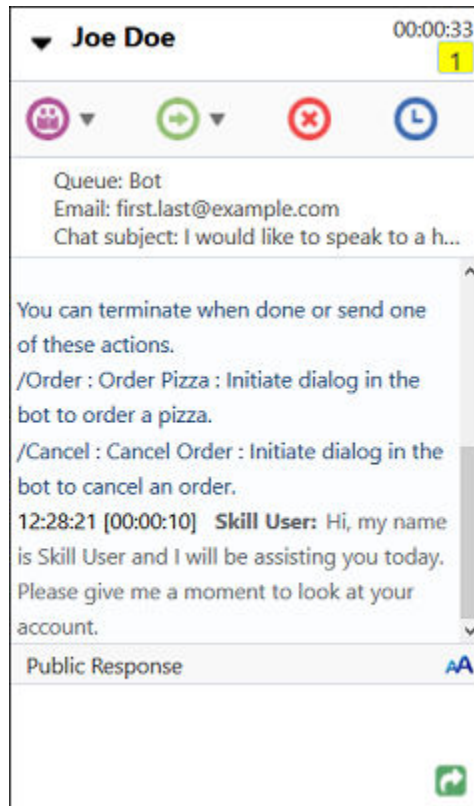 Joe Doe
00:00:33
1
Queue: Bot
Email: first.last@example.com
Chat subject: I would like to speak to a h...
You can terminate when done or send one
of these actions.
/Order : Order Pizza : Initiate dialog in the
bot to order a pizza.
/Cancel : Cancel Order : Initiate dialog in the
bot to cancel an order.
12:28:21 [00:00:10] Skill User: Hi, my name
is Skill User and I will be assisting you today.
Please give me a moment to look at your
account.
Public Response
AA